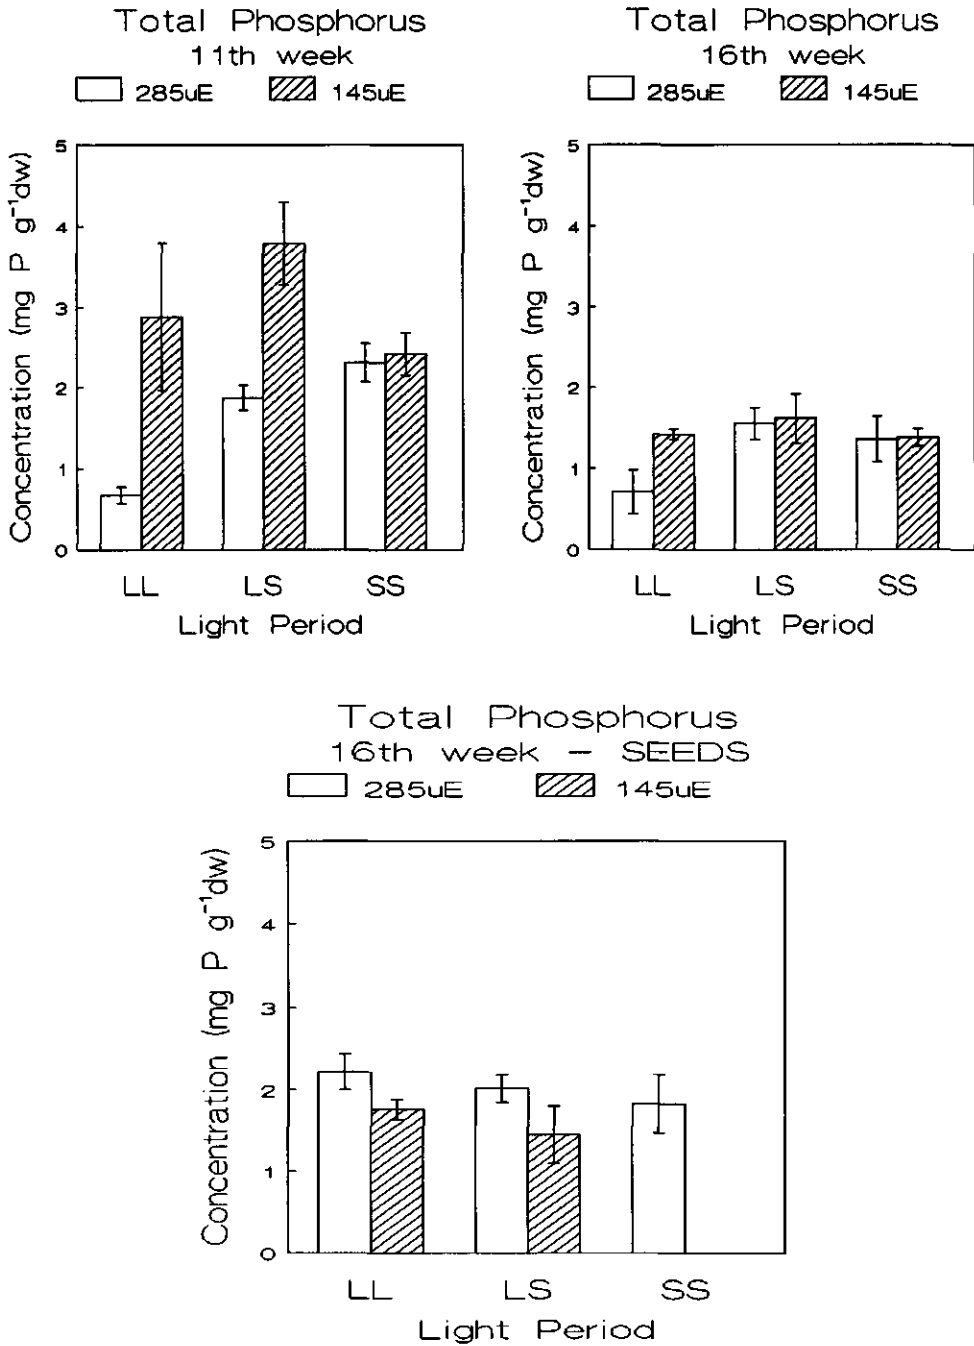 Total Phosphorus
11th week
285uE 145uE
Concentration (mg P g⁻¹dw)
5
4
3
2
1
0
LL LS SS
Light Period
Total Phosphorus
16th week
285uE 145uE
Concentration (mg P g⁻¹dw)
5
4
3
2
1
0
LL LS SS
Light Period
Total Phosphorus
16th week – SEEDS
285uE 145uE
Concentration (mg P g⁻¹dw)
5
4
3
2
1
0
LL LS SS
Light Period